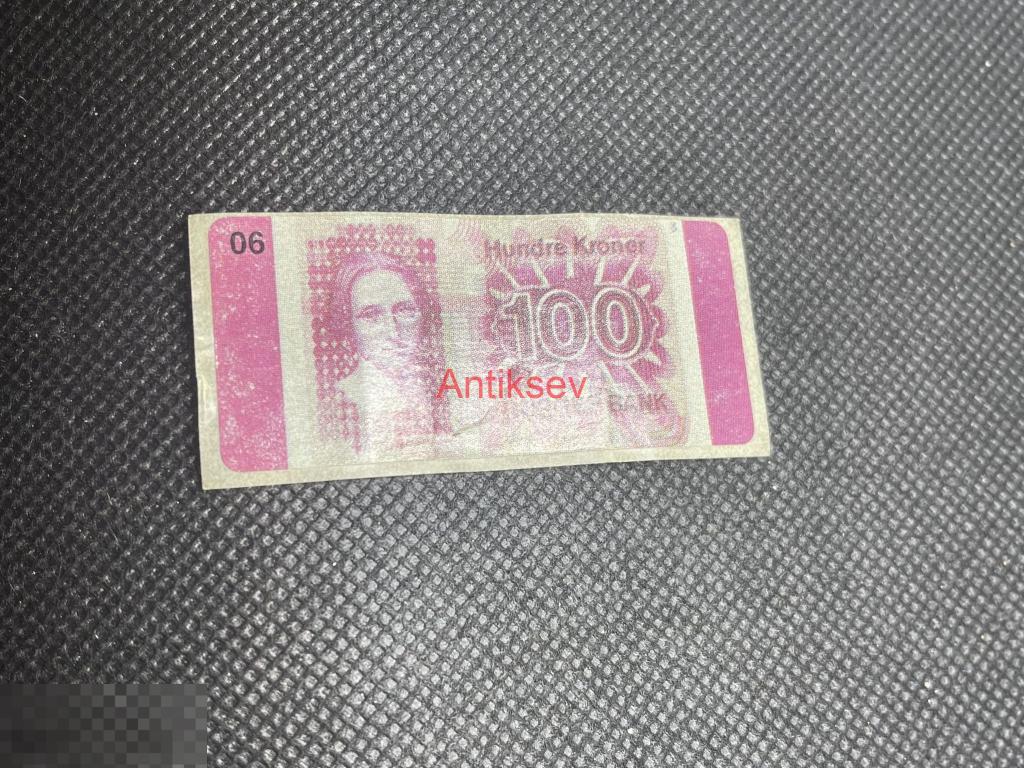 06
Hundre Kroner
100
Antiksev
BANK